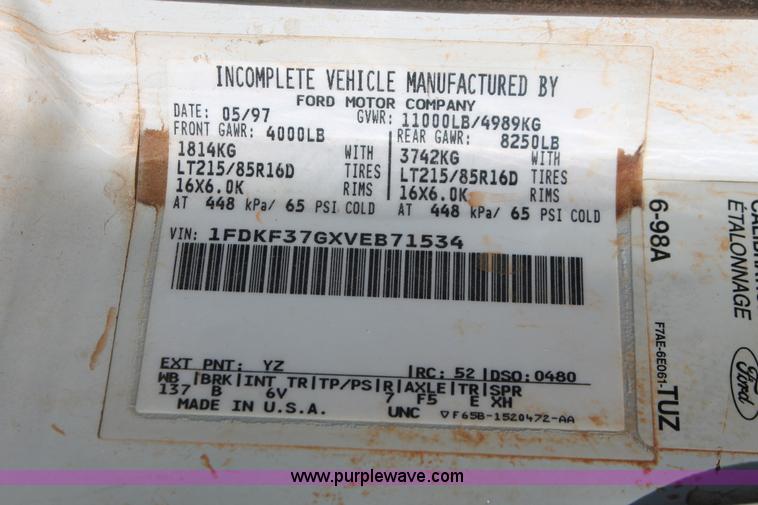 INCOMPLETE VEHICLE MANUFACTURED BY
FORD MOTOR COMPANY
DATE: 05/97 GVWR: 11000LB/4989KG
FRONT GAWR: 4000LB REAR GAWR: 8250LB
1814KG WITH 3742KG WITH
LT215/85R16D TIRES LT215/85R16D TIRES
16X6.0K RIMS 16X6.0K RIMS
AT 448 kPa/ 65 PSI COLD AT 448 kPa/ 65 PSI COLD
VIN: 1FDKF37GXVEB71534
EXT PNT: YZ RC: 52 DSO: 0480
WB BRK INT TR TP/PS R AXLE TR SPR
137 B 6V 7 F5 E XH
MADE IN U.S.A. UNC F65B-1520472-AA
6-98A
ÉTALONNAGE
F7AE-6E061-TUZ
Ford
www.purplewave.com